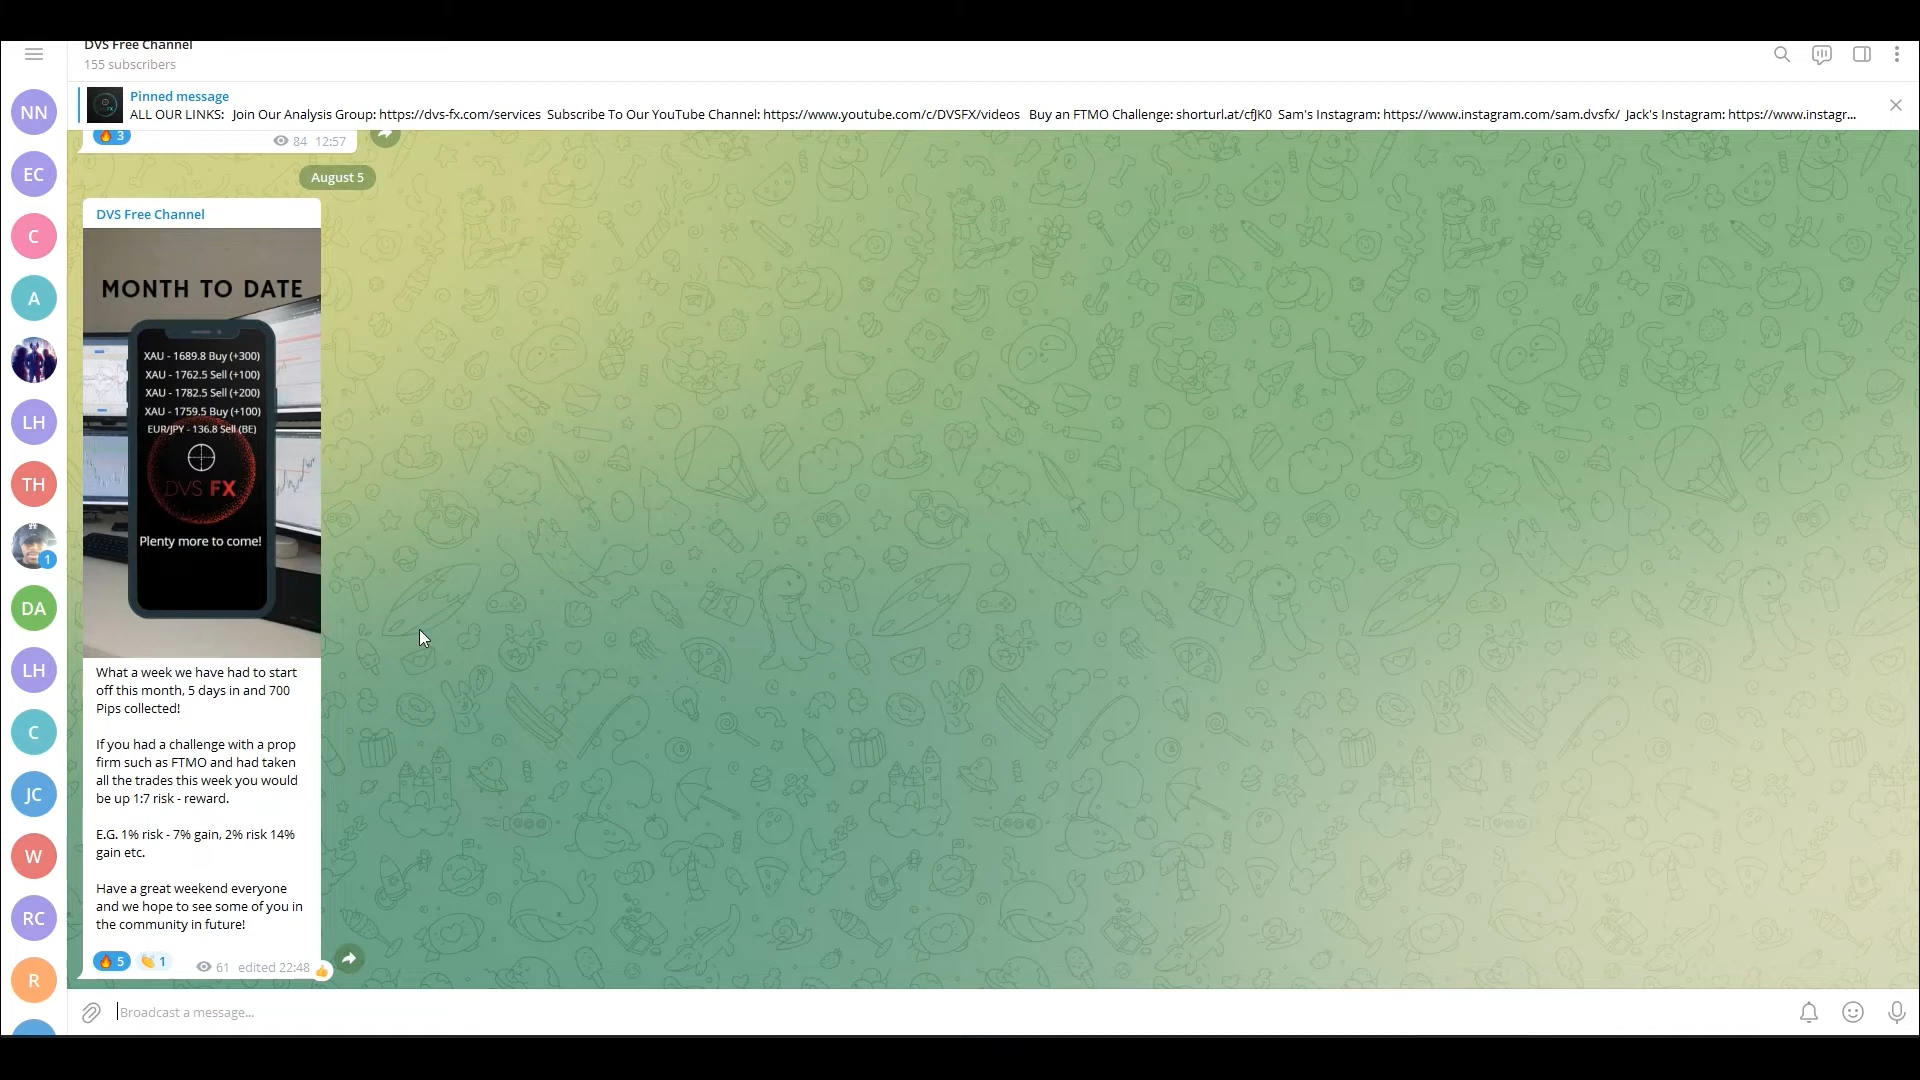 DVS Free Channel
155 subscribers
Pinned message
ALL OUR LINKS: Join Our Analysis Group: https://dvs-fx.com/services Subscribe To Our YouTube Channel: https://www.youtube.com/c/DVSFX/videos Buy an FTMO Challenge: shorturl.at/cfJK0 Sam's Instagram: https://www.instagram.com/sam.dvsfx/ Jack's Instagram: https://www.instagr...
3
84 12:57
August 5
DVS Free Channel
MONTH TO DATE
XAU - 1689.8 Buy (+300)
XAU - 1762.5 Sell (+100)
XAU - 1782.5 Sell (+200)
XAU - 1759.5 Buy (+100)
EUR/JPY - 136.8 Sell (BE)
DVS FX
Plenty more to come!
What a week we have had to start
off this month, 5 days in and 700
Pips collected!
If you had a challenge with a prop
firm such as FTMO and had taken
all the trades this week you would
be up 1:7 risk - reward.
E.G. 1% risk - 7% gain, 2% risk 14%
gain etc.
Have a great weekend everyone
and we hope to see some of you in
the community in future!
5 1
61 edited 22:48
Broadcast a message...
NN
EC
C
A
LH
TH
1
DA
LH
C
JC
W
RC
R